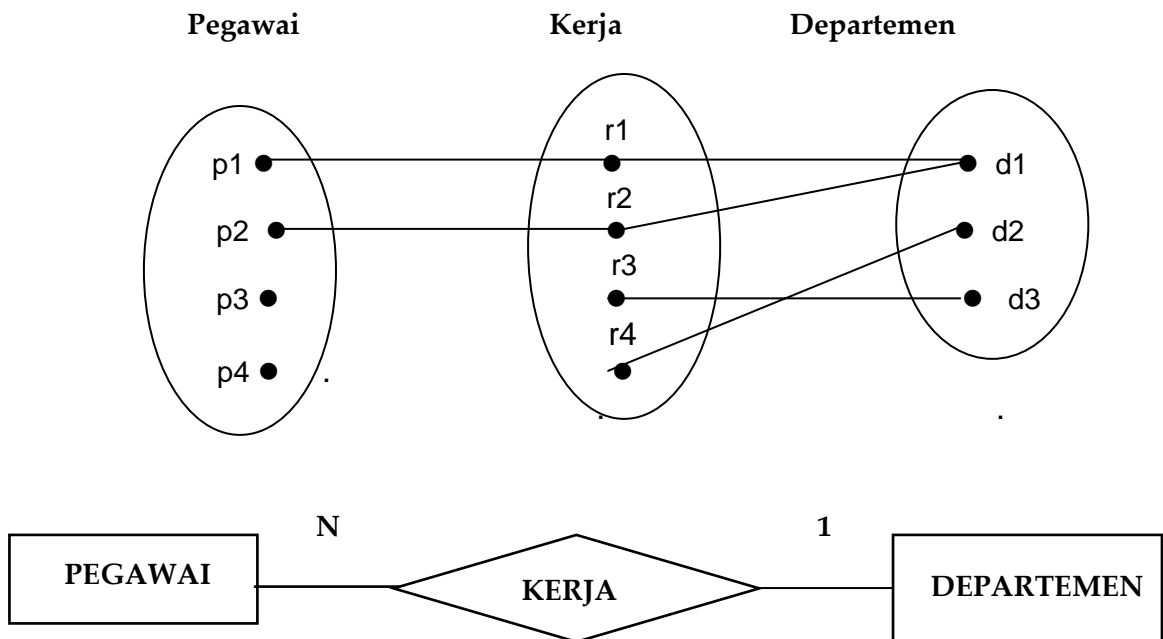 Pegawai Kerja Departemen
r1
p1 d1
r2
p2 d2
r3
p3 d3
r4
p4 .
. .
N 1
PEGAWAI KERJA DEPARTEMEN